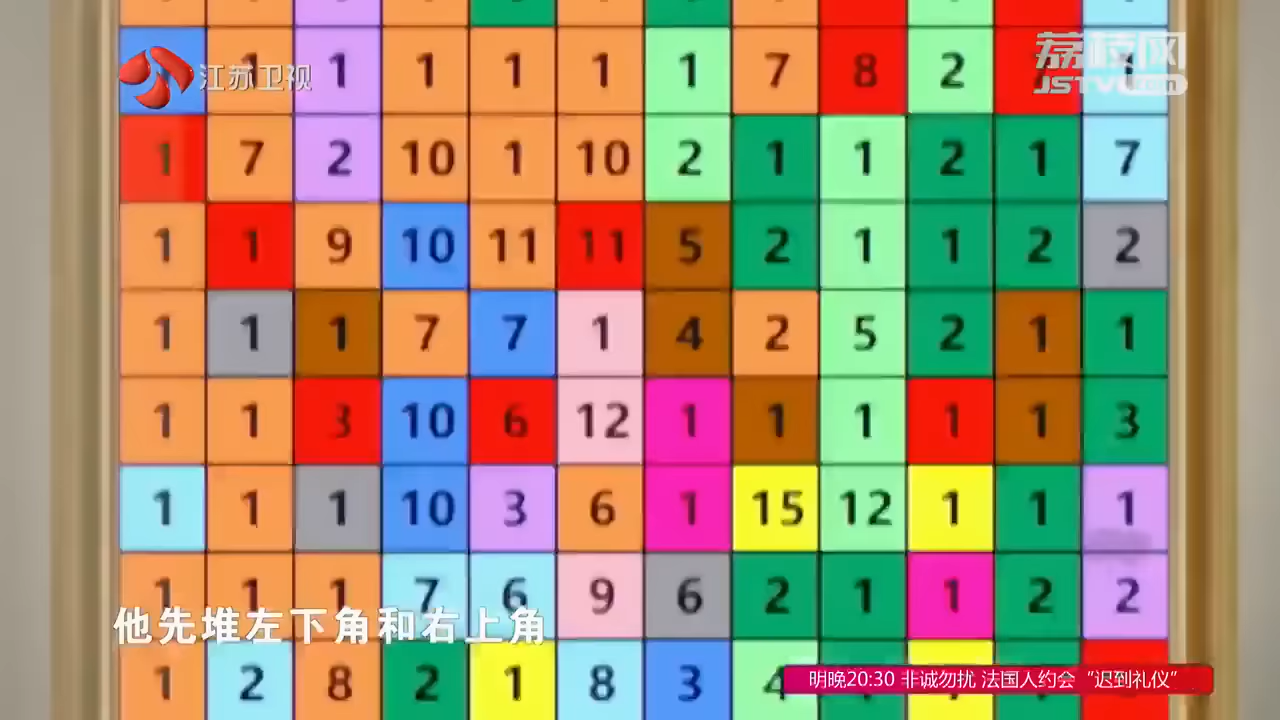 江苏卫视
荔枝网
JSTV.com
1 1 1 1 1 1 7 8 2 1
1 7 2 10 1 10 2 1 1 2 1 7
1 1 9 10 11 11 5 2 1 1 2 2
1 1 1 7 7 1 4 2 5 2 1 1
1 1 3 10 6 12 1 1 1 1 1 3
1 1 1 10 3 6 1 15 12 1 1 1
1 1 1 7 6 9 6 2 1 1 2 2
他先堆左下角和右上角
1 2 8 2 1 8 3 4
明晚20:30 非诚勿扰 法国人约会“迟到礼仪”